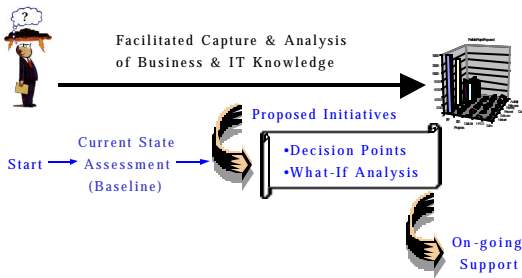 ?
Facilitated Capture & Analysis
of Business & IT Knowledge
Proposed Initiatives
Start
Current State
Assessment
(Baseline)
•Decision Points
•What-If Analysis
On-going
Support